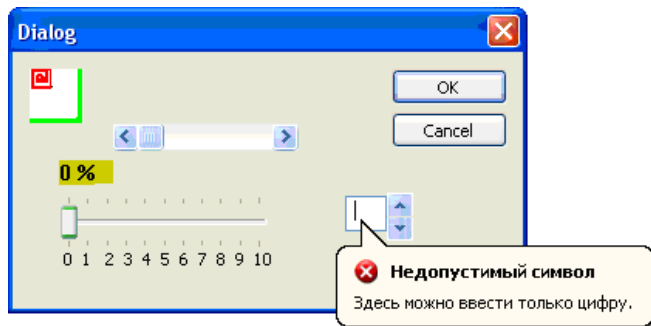 Dialog
OK
Cancel
0 %
0 1 2 3 4 5 6 7 8 9 10
Недопустимый символ
Здесь можно ввести только цифру.